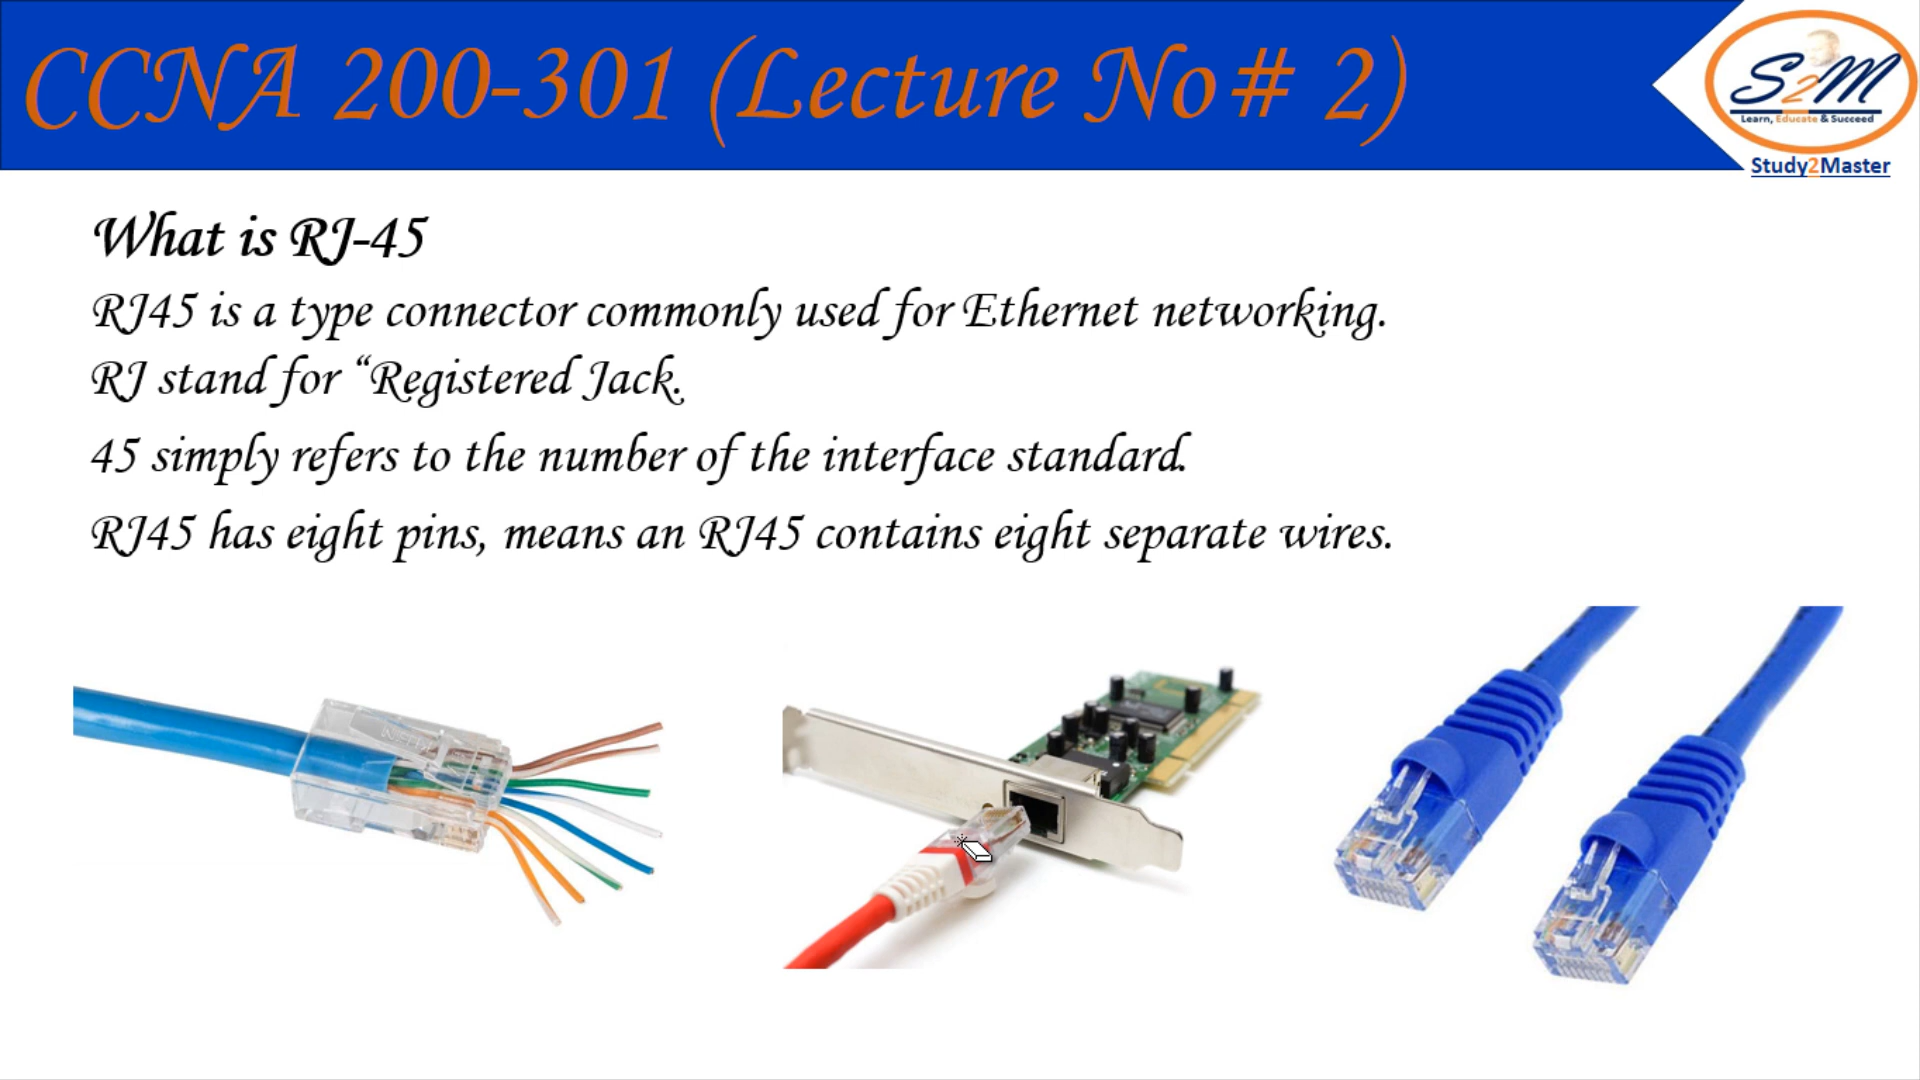 CCNA 200-301 (Lecture No# 2)
S2M
Learn, Educate & Succeed
Study2Master
What is RJ-45
RJ45 is a type connector commonly used for Ethernet networking.
RJ stand for “Registered Jack.
45 simply refers to the number of the interface standard.
RJ45 has eight pins, means an RJ45 contains eight separate wires.